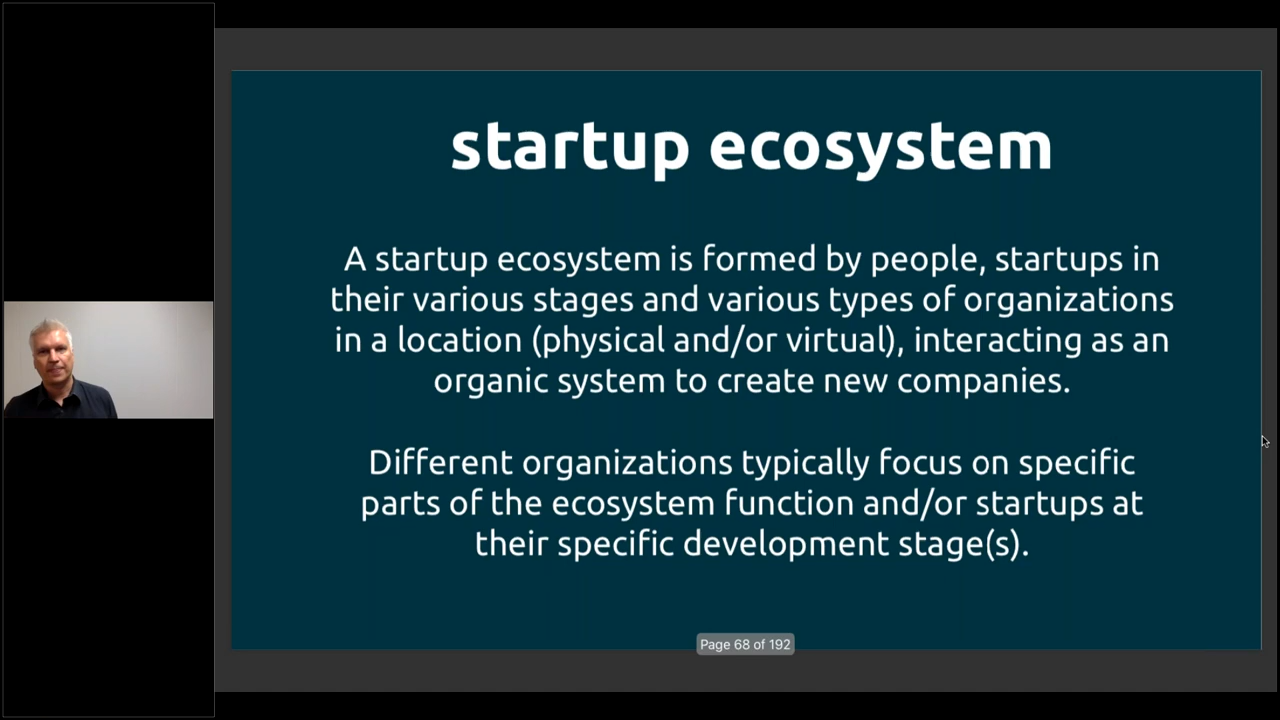 startup ecosystem
A startup ecosystem is formed by people, startups in
their various stages and various types of organizations
in a location (physical and/or virtual), interacting as an
organic system to create new companies.
Different organizations typically focus on specific
parts of the ecosystem function and/or startups at
their specific development stage(s).
Page 68 of 192